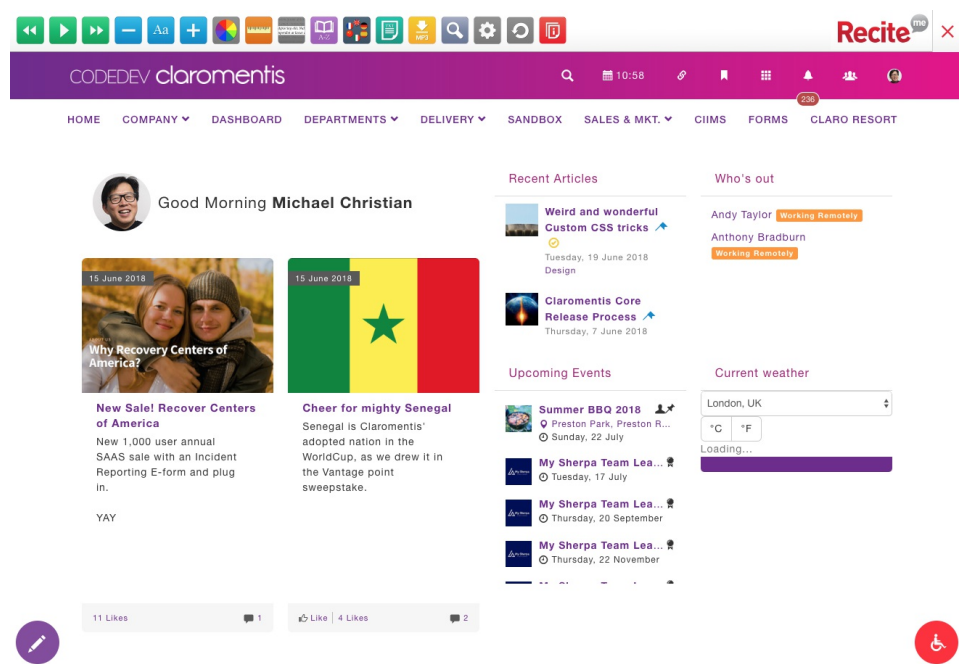 Aa
A-Z
MP3
Recite me
CODEDEV claromentis
10:58
236
HOME COMPANY DASHBOARD DEPARTMENTS DELIVERY SANDBOX SALES & MKT. CIIMS FORMS CLARO RESORT
Good Morning Michael Christian
15 June 2018
Why Recovery Centers of
America?
New Sale! Recover Centers
of America
New 1,000 user annual
SAAS sale with an Incident
Reporting E-form and plug
in.
YAY
11 Likes 1
15 June 2018
Cheer for mighty Senegal
Senegal is Claromentis'
adopted nation in the
WorldCup, as we drew it in
the Vantage point
sweepstake.
Like 4 Likes 2
Recent Articles
Weird and wonderful
Custom CSS tricks
Tuesday, 19 June 2018
Design
Claromentis Core
Release Process
Thursday, 7 June 2018
Who's out
Andy Taylor Working Remotely
Anthony Bradburn
Working Remotely
Upcoming Events
Summer BBQ 2018
Preston Park, Preston R...
Sunday, 22 July
My Sherpa Team Lea...
Tuesday, 17 July
My Sherpa Team Lea...
Thursday, 20 September
My Sherpa Team Lea...
Thursday, 22 November
Current weather
London, UK
°C °F
Loading...